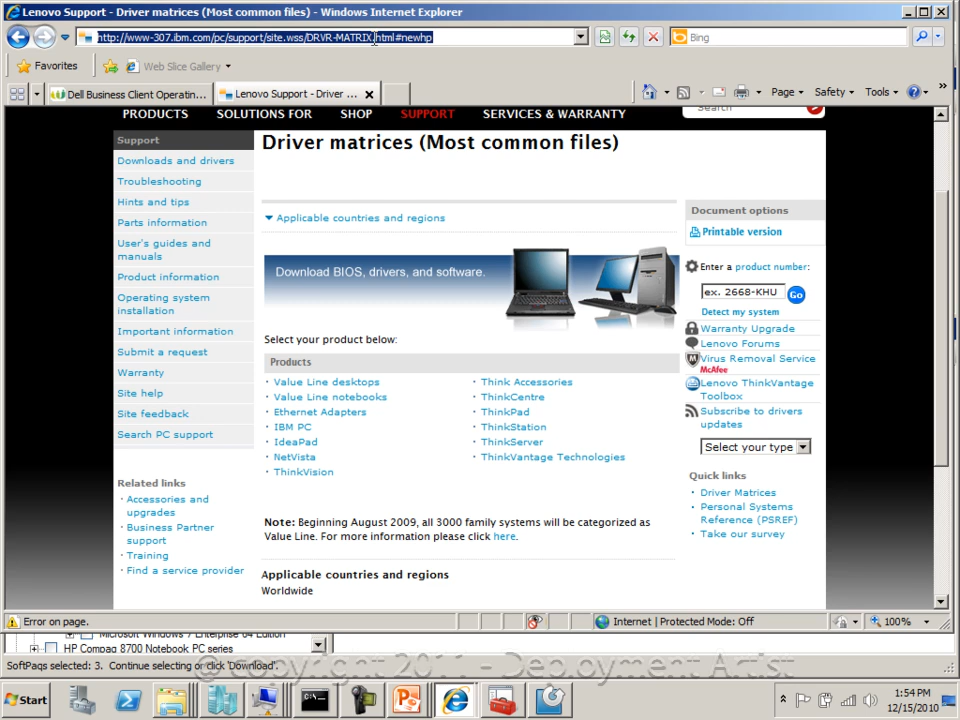 Lenovo Support - Driver matrices (Most common files) - Windows Internet Explorer
http://www-307.ibm.com/pc/support/site.wss/DRVR-MATRIX.html#newhp
Bing
Favorites
Web Slice Gallery
Dell Business Client Operatin...
Lenovo Support - Driver ...
Page
Safety
Tools
PRODUCTS SOLUTIONS FOR SHOP SUPPORT SERVICES & WARRANTY
Search
Support
Downloads and drivers
Troubleshooting
Hints and tips
Parts information
User's guides and
manuals
Product information
Operating system
installation
Important information
Submit a request
Warranty
Site help
Site feedback
Search PC support
Related links
Accessories and
upgrades
Business Partner
support
Training
Find a service provider
Driver matrices (Most common files)
Applicable countries and regions
Download BIOS, drivers, and software.
Select your product below:
Products
Value Line desktops
Value Line notebooks
Ethernet Adapters
IBM PC
IdeaPad
NetVista
ThinkVision
Think Accessories
ThinkCentre
ThinkPad
ThinkStation
ThinkServer
ThinkVantage Technologies
Note: Beginning August 2009, all 3000 family systems will be categorized as
Value Line. For more information please click here.
Applicable countries and regions
Worldwide
Document options
Printable version
Enter a product number:
ex. 2668-KHU
Go
Detect my system
Warranty Upgrade
Lenovo Forums
Virus Removal Service
McAfee
Lenovo ThinkVantage
Toolbox
Subscribe to drivers
updates
Select your type
Quick links
Driver Matrices
Personal Systems
Reference (PSREF)
Take our survey
Error on page.
Internet | Protected Mode: Off
100%
Microsoft Windows 7 Enterprise 64 Edition
HP Compaq 8700 Notebook PC series
SoftPaqs selected: 3. Continue selecting or click 'Download'.
@copyright 2011 - Deployment Artist
Start
1:54 PM
12/15/2010